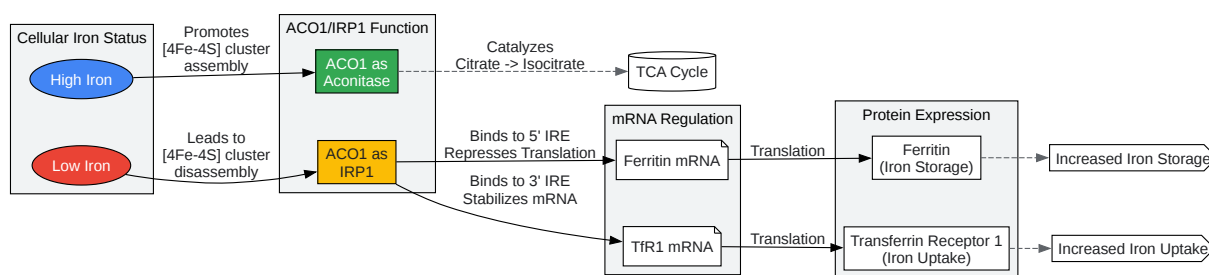 Cellular Iron Status
High Iron
Low Iron
Promotes
[4Fe-4S] cluster
assembly
Leads to
[4Fe-4S] cluster
disassembly
ACO1/IRP1 Function
ACO1 as
Aconitase
ACO1 as
IRP1
Catalyzes
Citrate -> Isocitrate
TCA Cycle
Binds to 5' IRE
Represses Translation
Binds to 3' IRE
Stabilizes mRNA
mRNA Regulation
Ferritin mRNA
TfR1 mRNA
Translation
Translation
Protein Expression
Ferritin
(Iron Storage)
Transferrin Receptor 1
(Iron Uptake)
Increased Iron Storage
Increased Iron Uptake